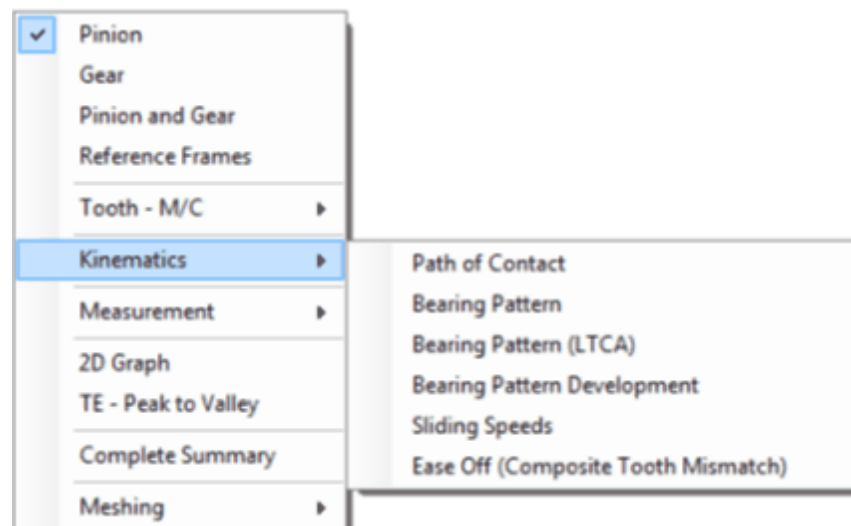 Pinion
Gear
Pinion and Gear
Reference Frames
Tooth - M/C
Kinematics
Measurement
2D Graph
TE - Peak to Valley
Complete Summary
Meshing
Path of Contact
Bearing Pattern
Bearing Pattern (LTCA)
Bearing Pattern Development
Sliding Speeds
Ease Off (Composite Tooth Mismatch)